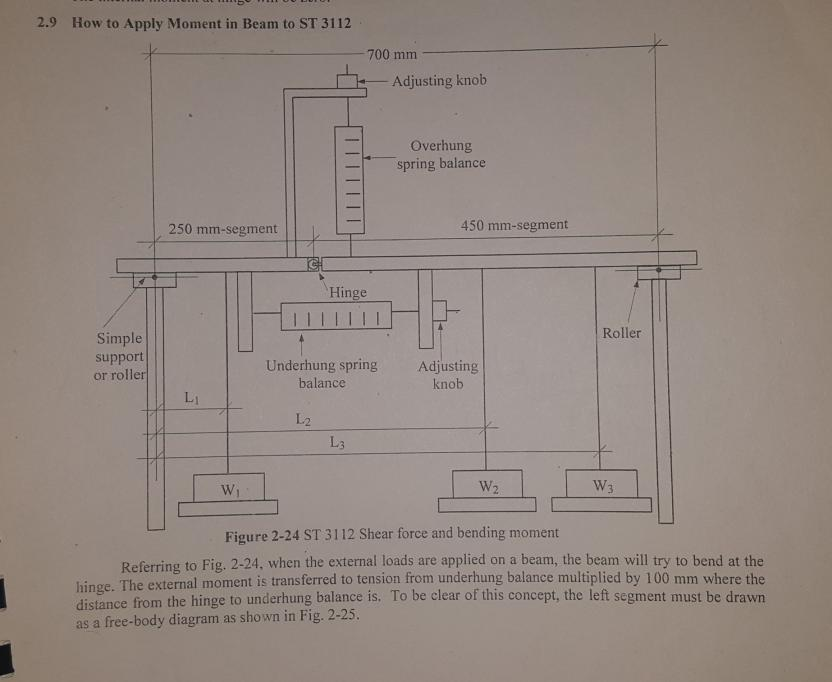 2.9 How to Apply Moment in Beam to ST 3112
700 mm
Adjusting knob
Overhung
spring balance
250 mm-segment
450 mm-segment
Hinge
Simple
support
or roller
Roller
Underhung spring
balance
Adjusting
knob
L1
L2
L3
W1
W2
W3
Figure 2-24 ST 3112 Shear force and bending moment
Referring to Fig. 2-24, when the external loads are applied on a beam, the beam will try to bend at the
hinge. The external moment is transferred to tension from underhung balance multiplied by 100 mm where the
distance from the hinge to underhung balance is. To be clear of this concept, the left segment must be drawn
as a free-body diagram as shown in Fig. 2-25.